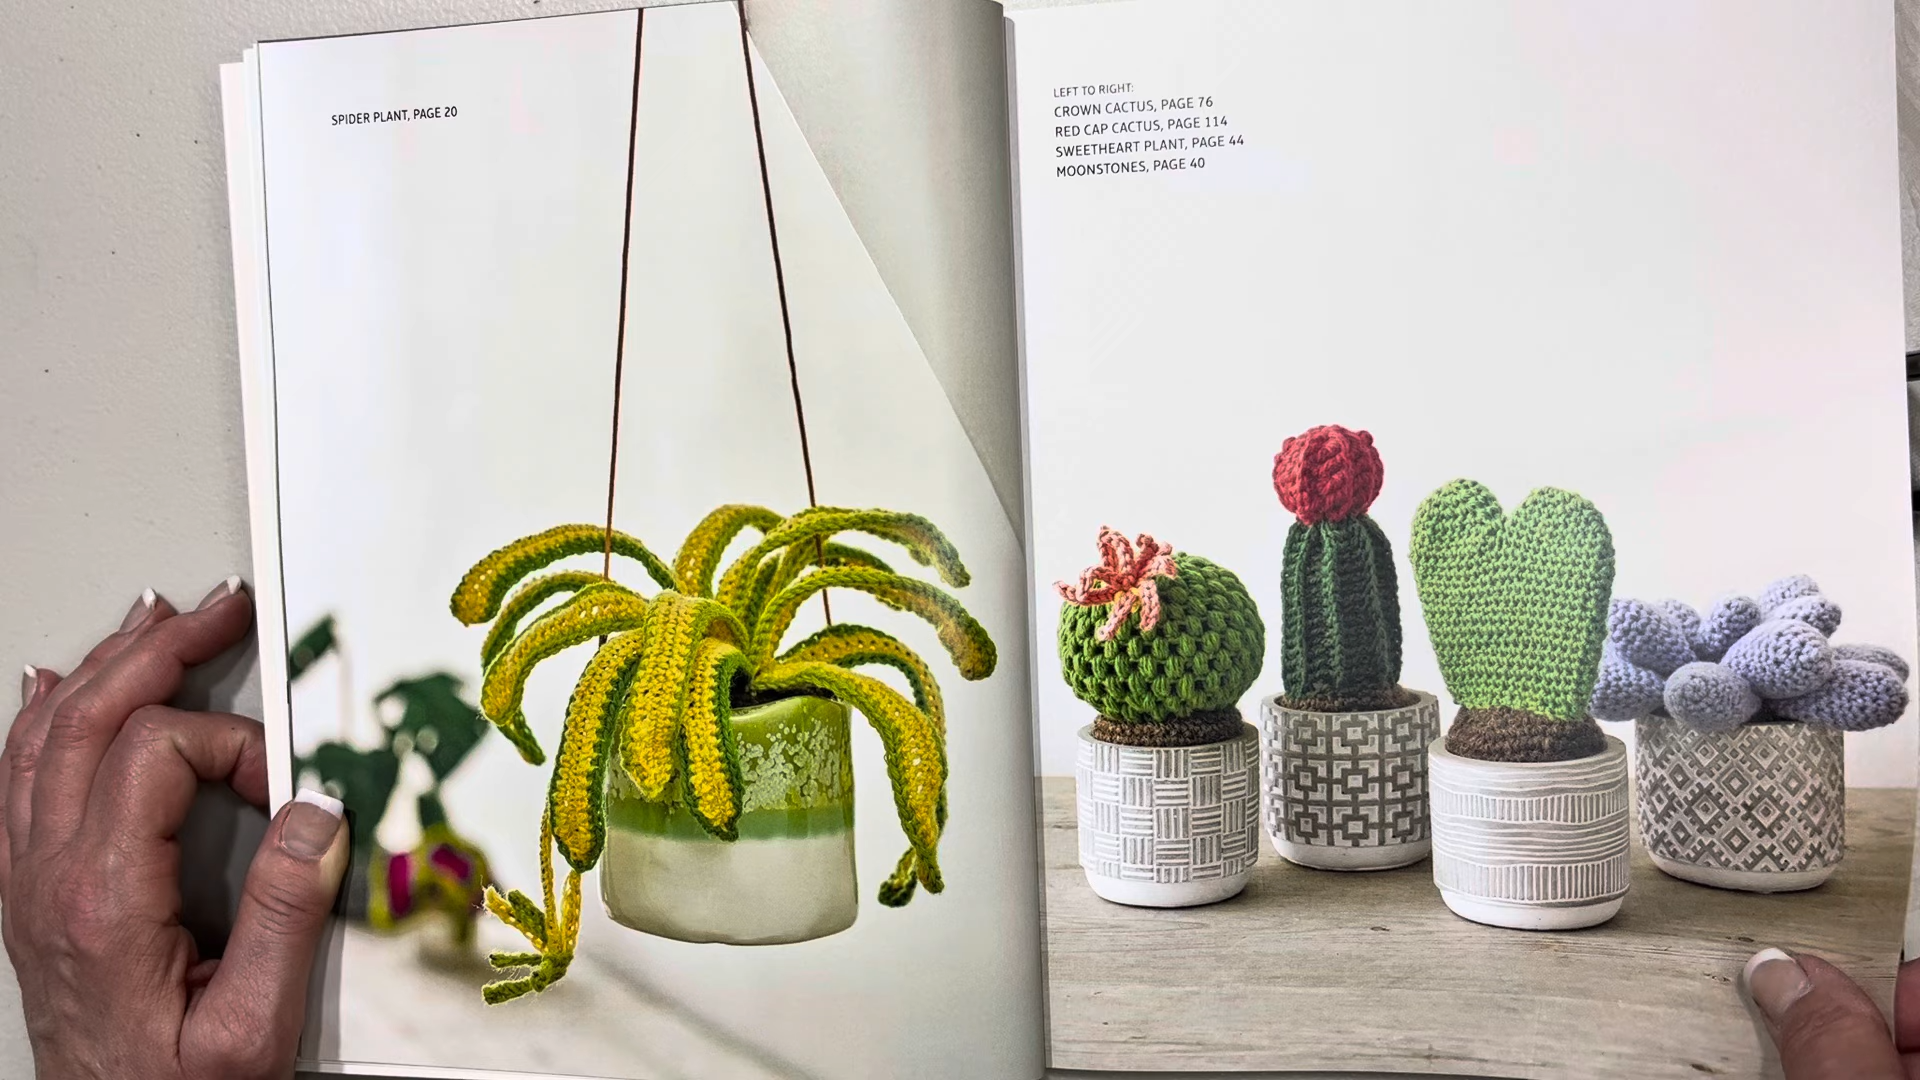 SPIDER PLANT, PAGE 20
LEFT TO RIGHT:
CROWN CACTUS, PAGE 76
RED CAP CACTUS, PAGE 114
SWEETHEART PLANT, PAGE 44
MOONSTONES, PAGE 40